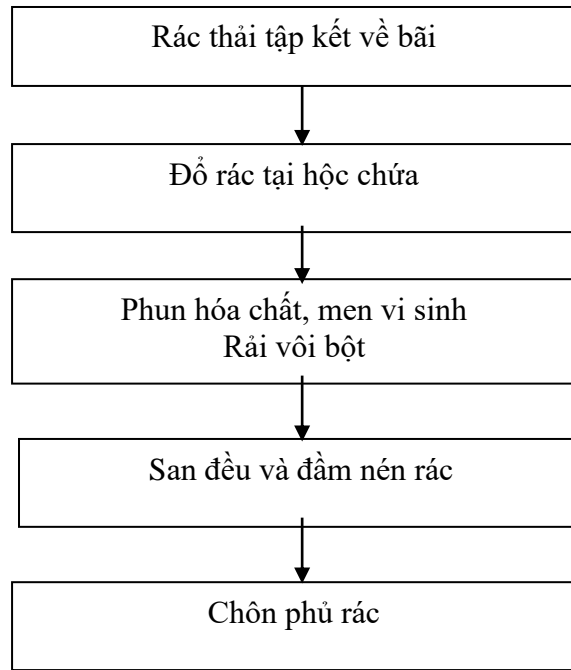 Rác thải tập kết về bãi
Đổ rác tại hộc chứa
Phun hóa chất, men vi sinh
Rải vôi bột
San đều và đầm nén rác
Chôn phủ rác